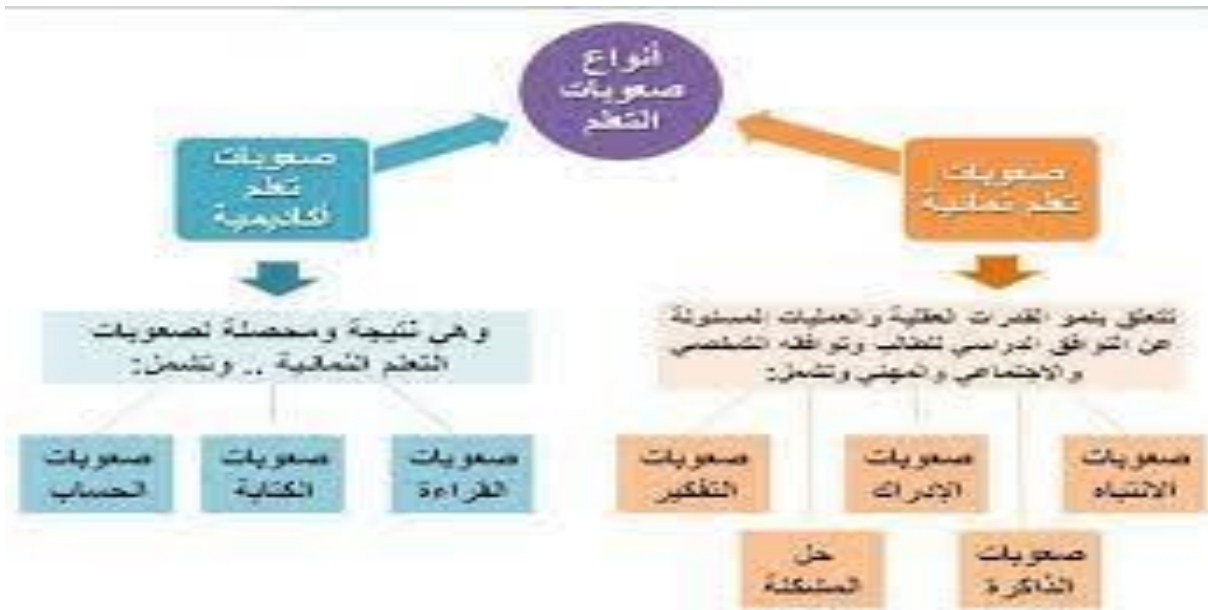 أنواع
صعوبات
التعلم
صعوبات
تعلم نمائية
صعوبات
تعلم
أكاديمية
تتعلق بنمو القدرات العقلية والعمليات المسئولة
عن التوافق الدراسي للطالب وتوافقه الشخصي
والاجتماعي والمهني وتشمل:
وهي نتيجة ومحصلة لصعوبات
التعلم النمائية .. وتشمل:
صعوبات
الانتباه
صعوبات
الذاكرة
صعوبات
الإدراك
حل
المشكلة
صعوبات
التفكير
صعوبات
القراءة
صعوبات
الكتابة
صعوبات
الحساب